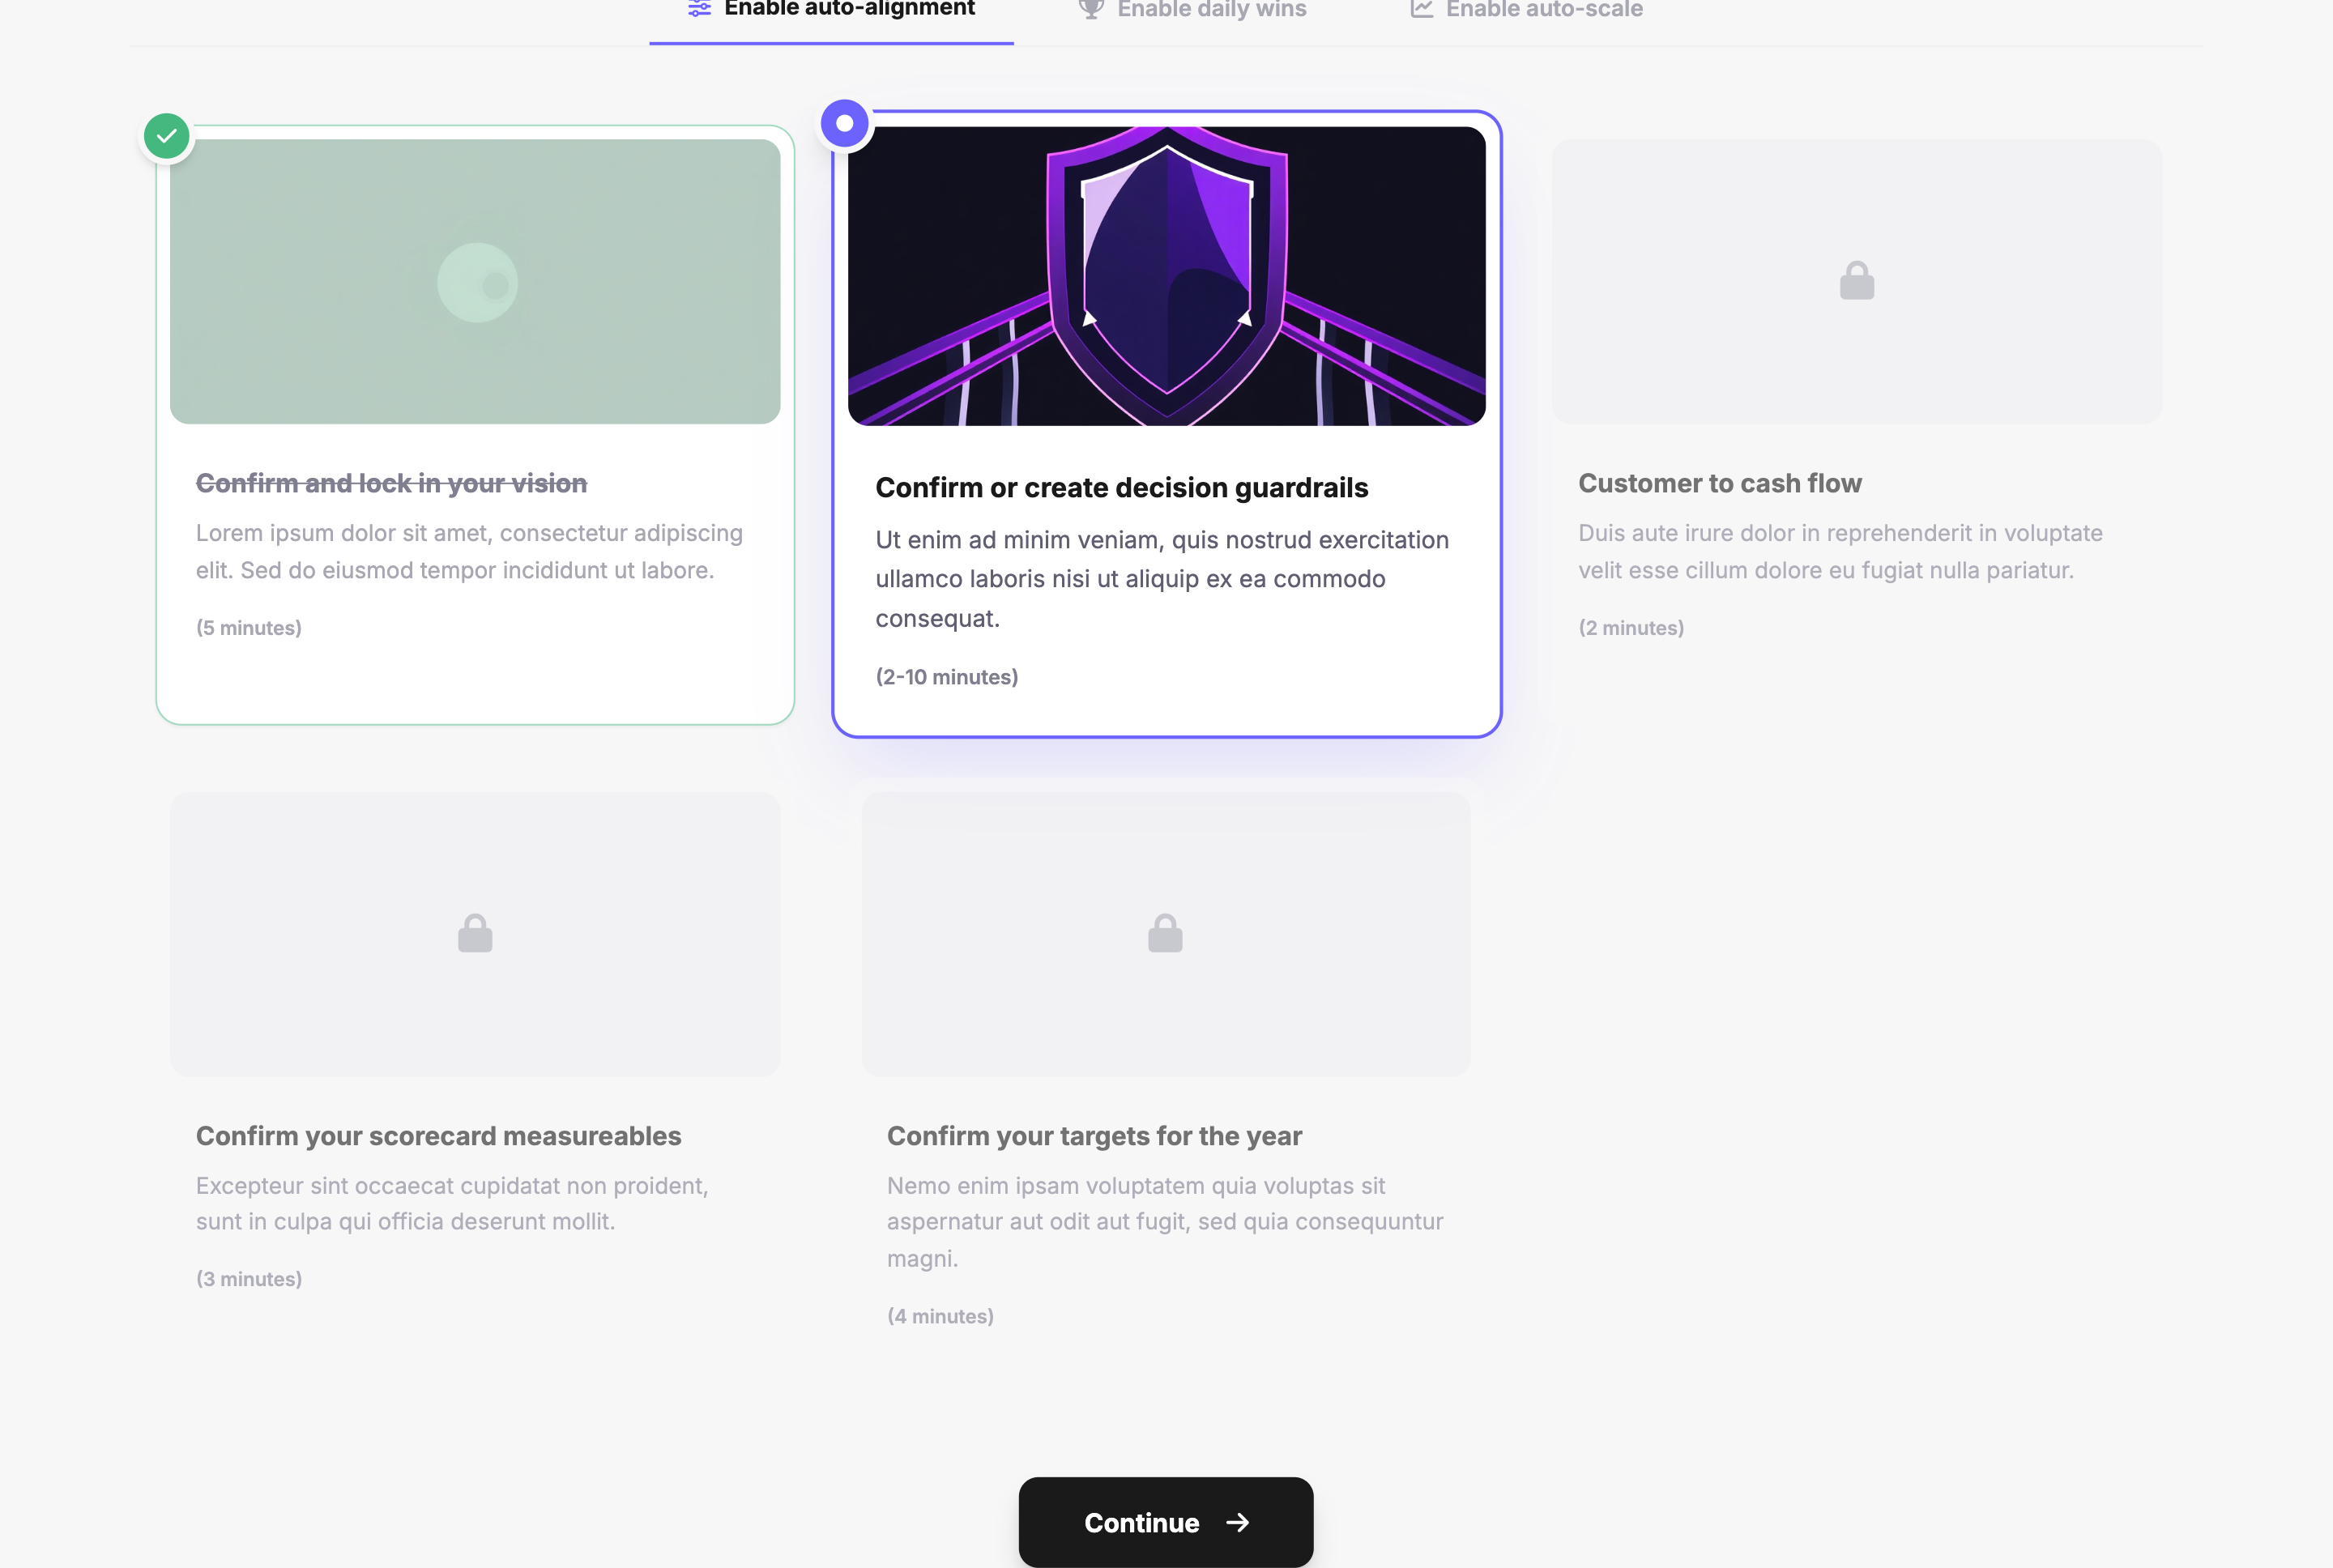 Enable auto-alignment
Enable daily wins
Enable auto-scale
Confirm and lock in your vision
Lorem ipsum dolor sit amet, consectetur adipiscing
elit. Sed do eiusmod tempor incididunt ut labore.
(5 minutes)
Confirm or create decision guardrails
Ut enim ad minim veniam, quis nostrud exercitation
ullamco laboris nisi ut aliquip ex ea commodo
consequat.
(2-10 minutes)
Customer to cash flow
Duis aute irure dolor in reprehenderit in voluptate
velit esse cillum dolore eu fugiat nulla pariatur.
(2 minutes)
Confirm your scorecard measureables
Excepteur sint occaecat cupidatat non proident,
sunt in culpa qui officia deserunt mollit.
(3 minutes)
Confirm your targets for the year
Nemo enim ipsam voluptatem quia voluptas sit
aspernatur aut odit aut fugit, sed quia consequuntur
magni.
(4 minutes)
Continue